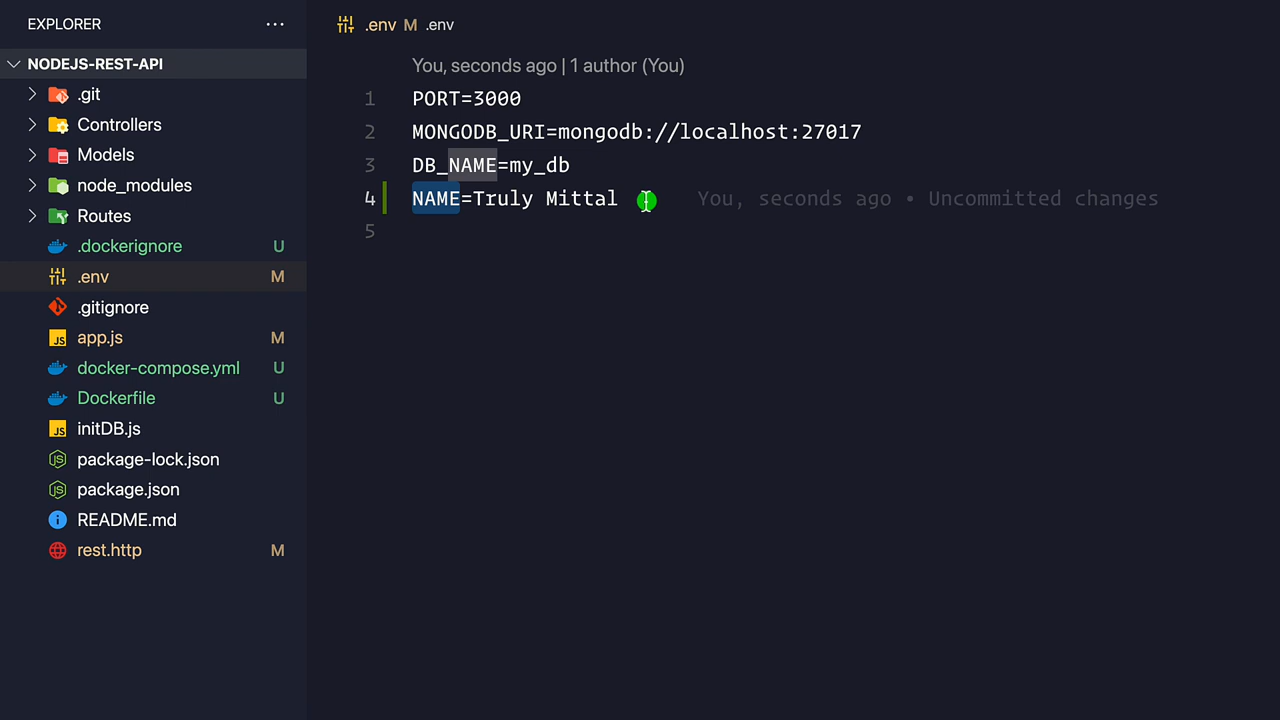 EXPLORER ···
.env M .env
NODEJS-REST-API
.git
Controllers
Models
node_modules
Routes
.dockerignore U
.env M
.gitignore
app.js M
docker-compose.yml U
Dockerfile U
initDB.js
package-lock.json
package.json
README.md
rest.http M
You, seconds ago | 1 author (You)
1 PORT=3000
2 MONGODB_URI=mongodb://localhost:27017
3 DB_NAME=my_db
4 NAME=Truly Mittal You, seconds ago • Uncommitted changes
5